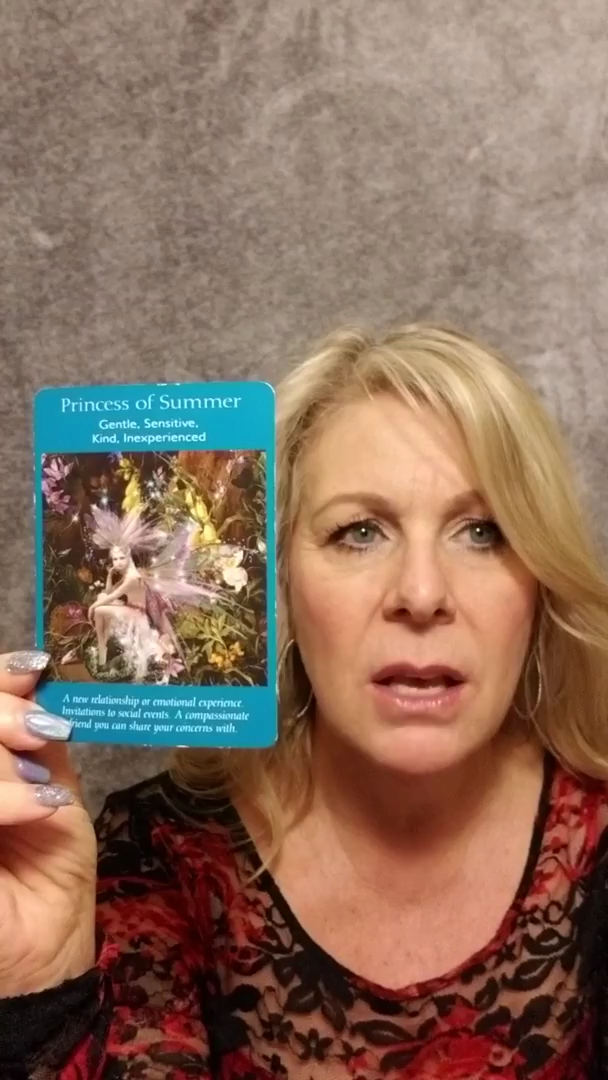 Princess of Summer
Gentle, Sensitive,
Kind, Inexperienced
A new relationship or emotional experience.
Invitations to social events. A compassionate
friend you can share your concerns with.